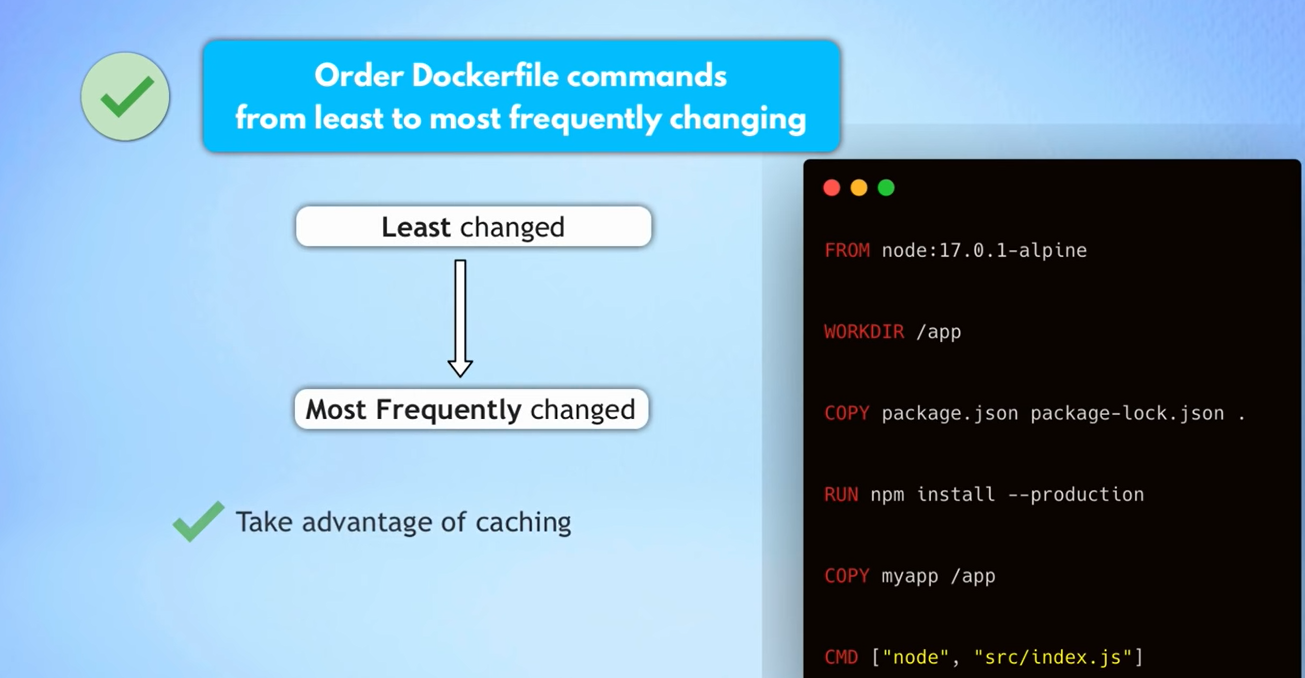 Order Dockerfile commands
from least to most frequently changing
Least changed
Most Frequently changed
Take advantage of caching
FROM node:17.0.1-alpine
WORKDIR /app
COPY package.json package-lock.json .
RUN npm install --production
COPY myapp /app
CMD ["node", "src/index.js"]